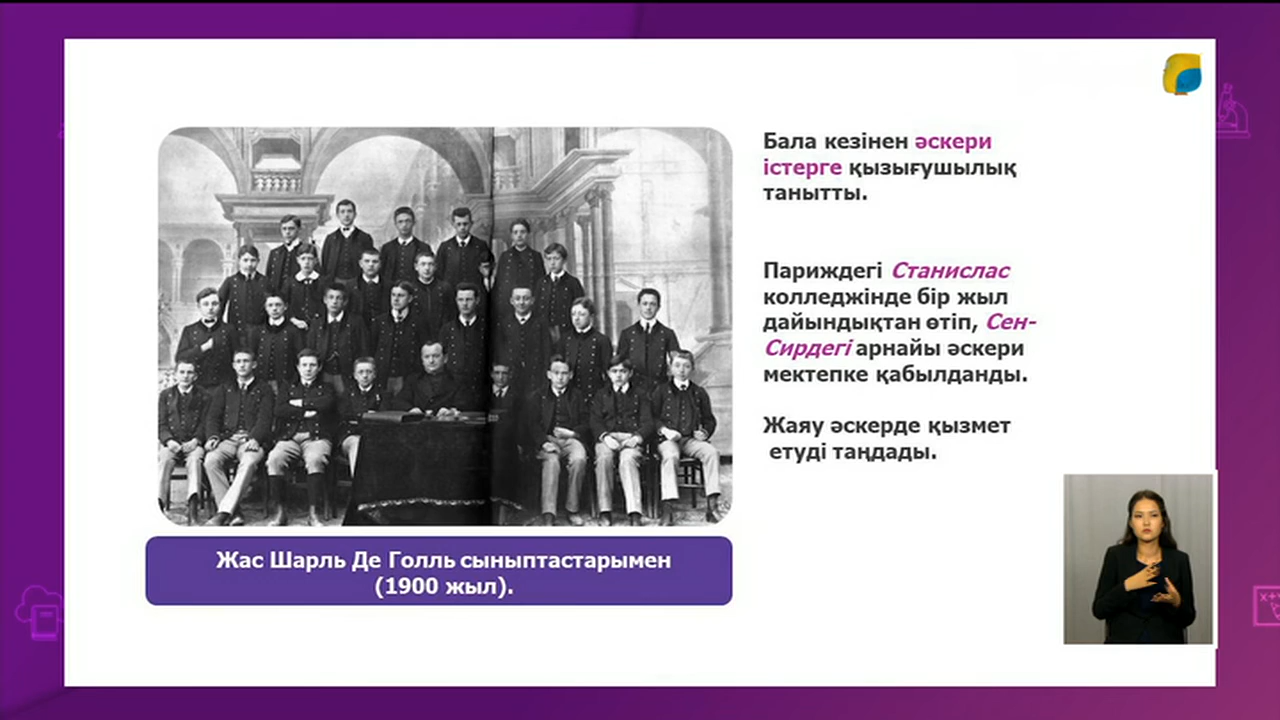 Бала кезінен әскери
істерге қызығушылық
танытты.
Париждегі Станислас
колледжінде бір жыл
дайындықтан өтіп, Сен-
Сирдегі арнайы әскери
мектепке қабылданды.
Жаяу әскерде қызмет
етуді таңдады.
Жас Шарль Де Голль сыныптастарымен
(1900 жыл).